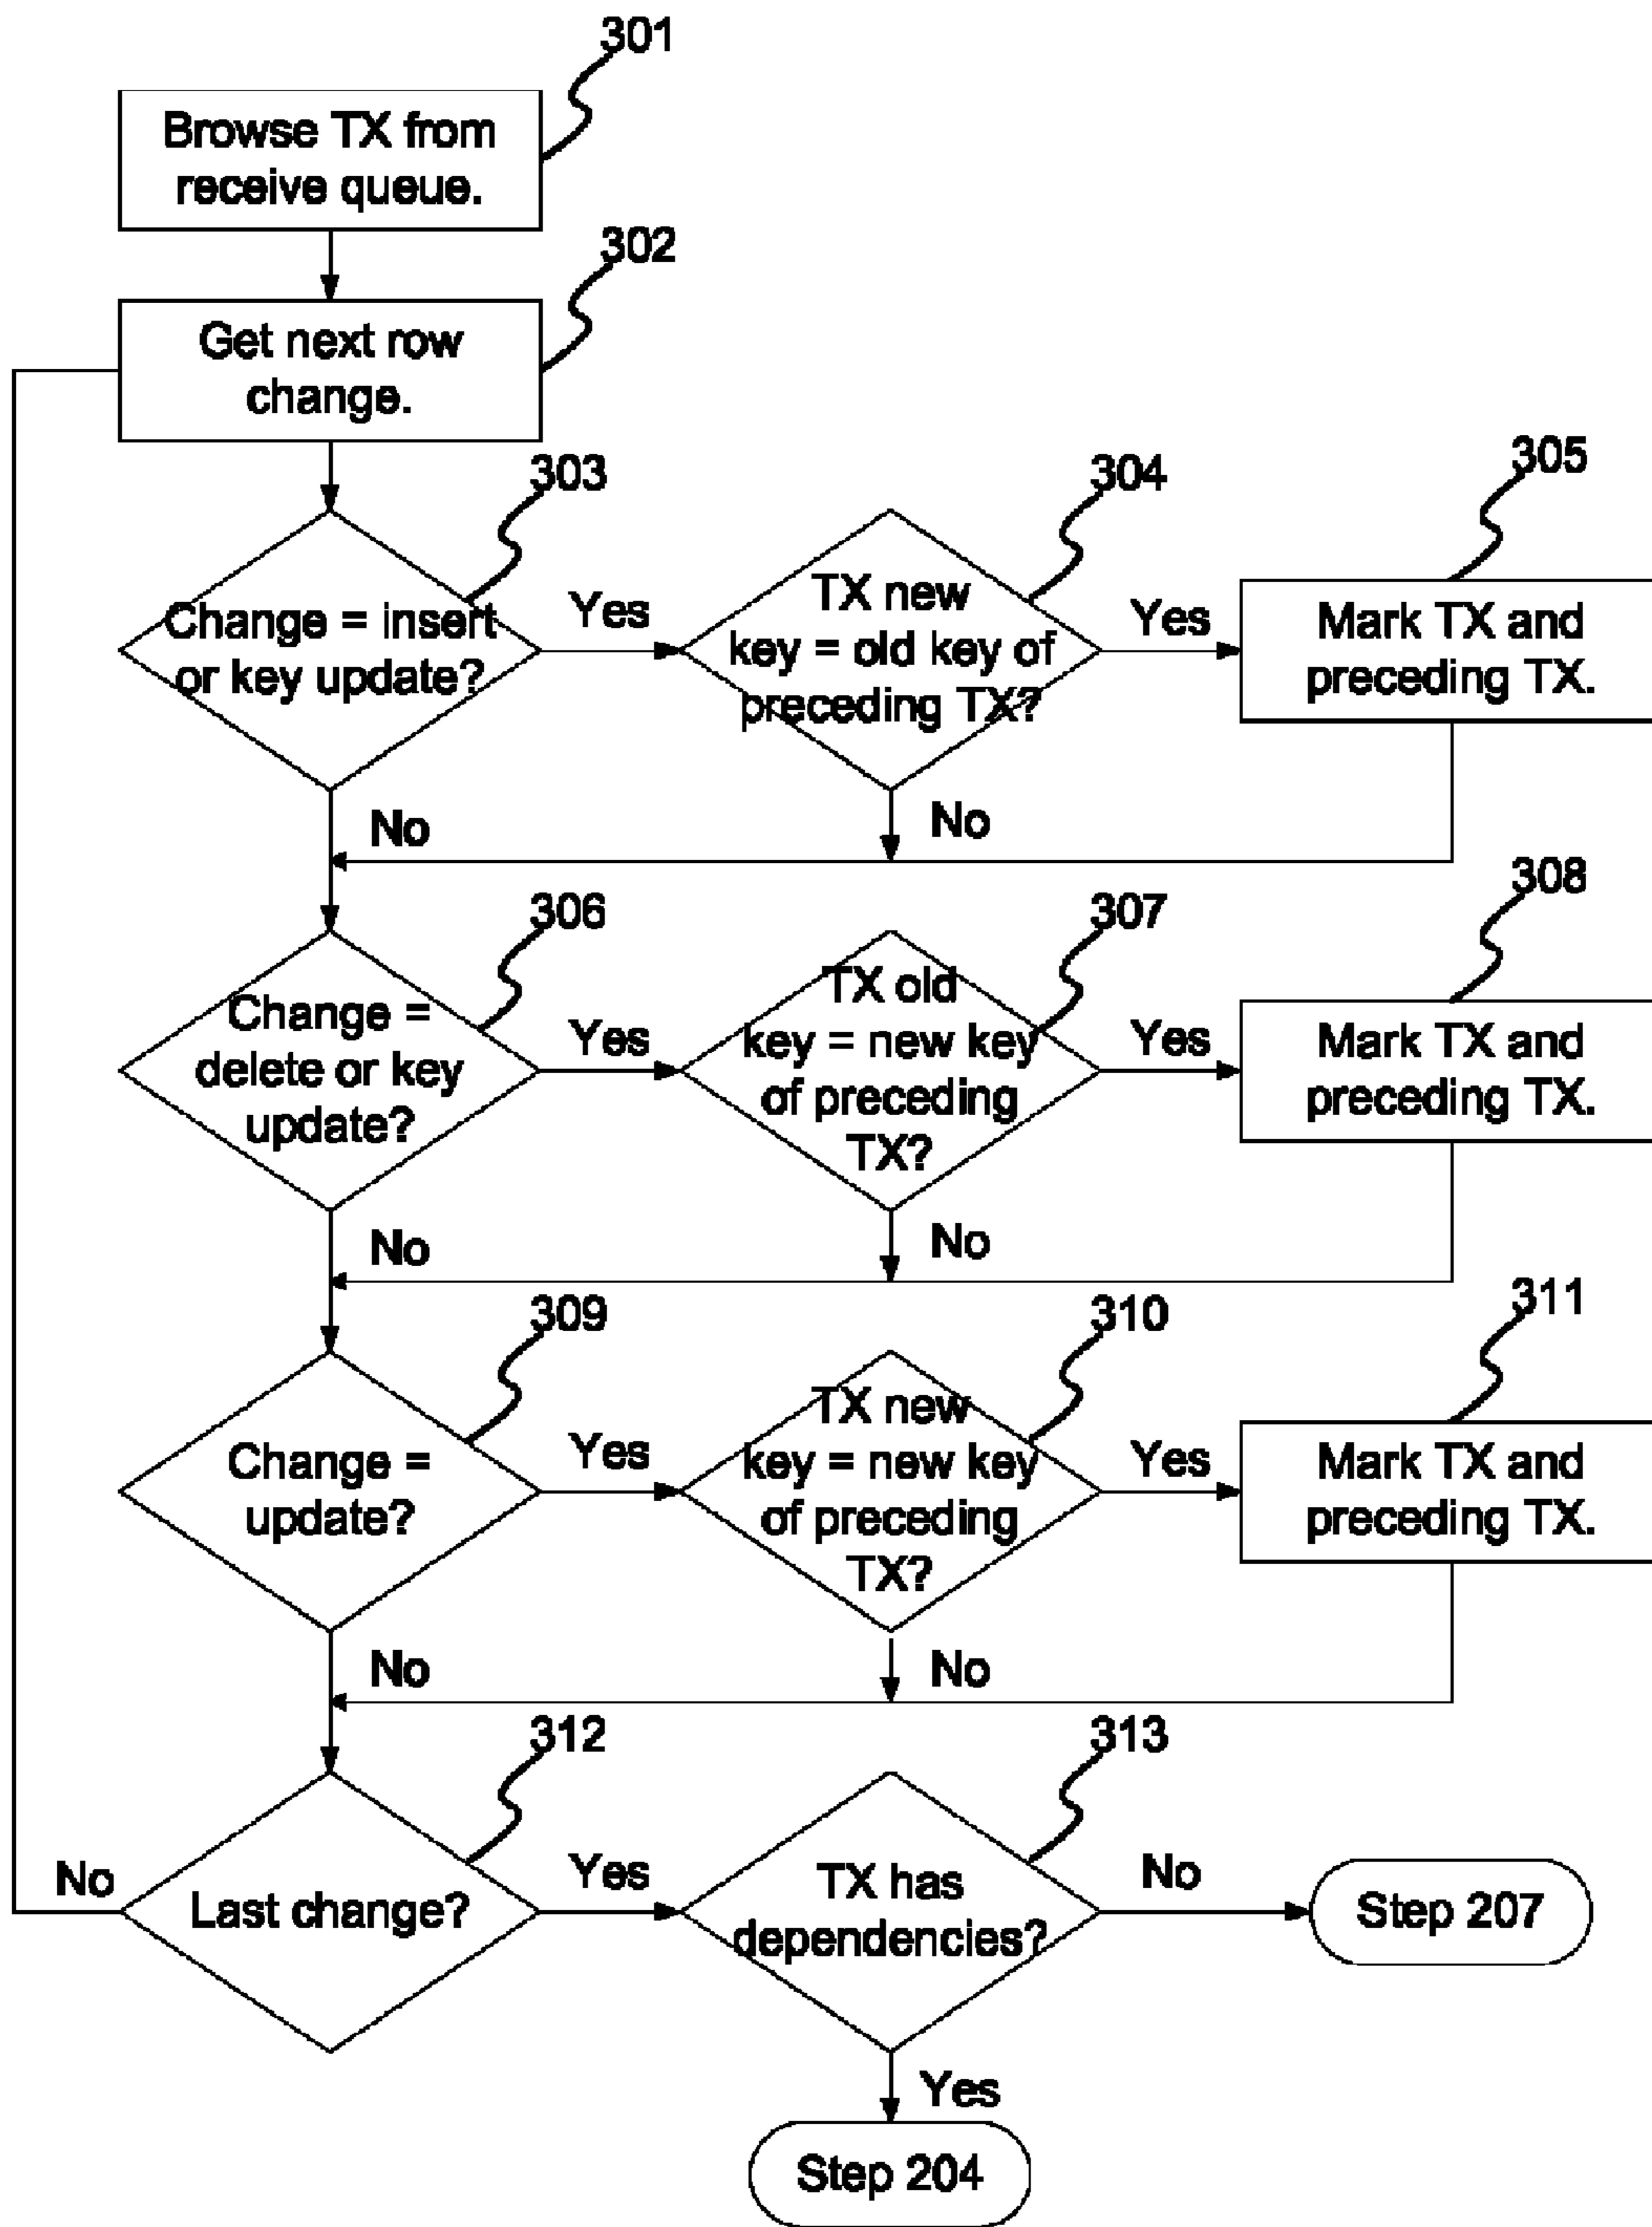 301
Browse TX from
receive queue.
302
Get next row
change.
303
Change = insert
or key update?
Yes
304
TX new
key = old key of
preceding TX?
Yes
305
Mark TX and
preceding TX.
No
No
306
Change =
delete or key
update?
Yes
307
TX old
key = new key
of preceding
TX?
Yes
308
Mark TX and
preceding TX.
No
No
309
Change =
update?
Yes
310
TX new
key = new key
of preceding
TX?
Yes
311
Mark TX and
preceding TX.
No
No
312
Last change?
No
Yes
313
TX has
dependencies?
No
Step 207
Yes
Step 204